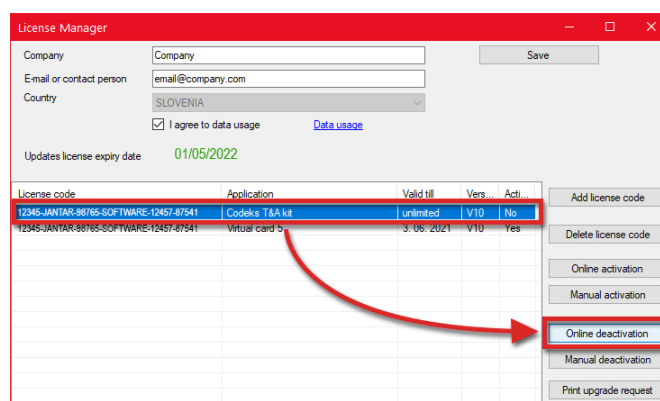 License Manager
Company Company Save
E-mail or contact person email@company.com
Country SLOVENIA
I agree to data usage Data usage
Updates license expiry date 01/05/2022
License code Application Valid till Vers... Acti...
12345-JANTAR-98765-SOFTWARE-12457-87541 Codeks T&A kit unlimited V10 No
12345-JANTAR-98765-SOFTWARE-12457-87541 Virtual card 5 3. 06. 2021 V10 Yes
Add license code
Delete license code
Online activation
Manual activation
Online deactivation
Manual deactivation
Print upgrade request